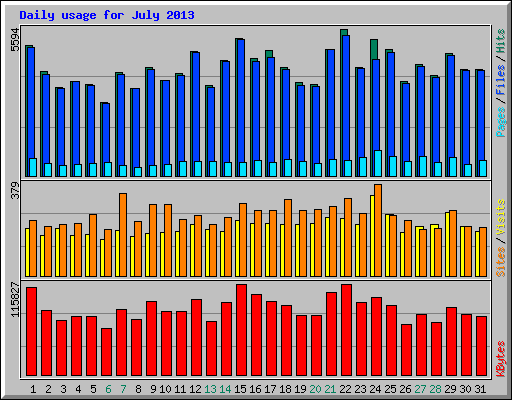 Daily usage for July 2013
5594
Pages/Files/Hits
379
Sites/Visits
115827
KBytes
1 2 3 4 5 6 7 8 9 10 11 12 13 14 15 16 17 18 19 20 21 22 23 24 25 26 27 28 29 30 31